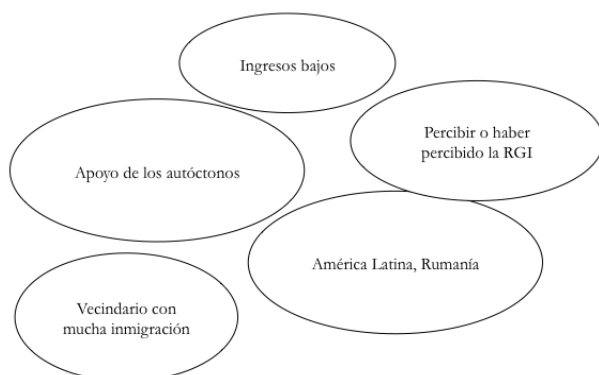 Ingresos bajos
Percibir o haber
percibido la RGI
Apoyo de los autóctonos
América Latina, Rumanía
Vecindario con
mucha inmigración